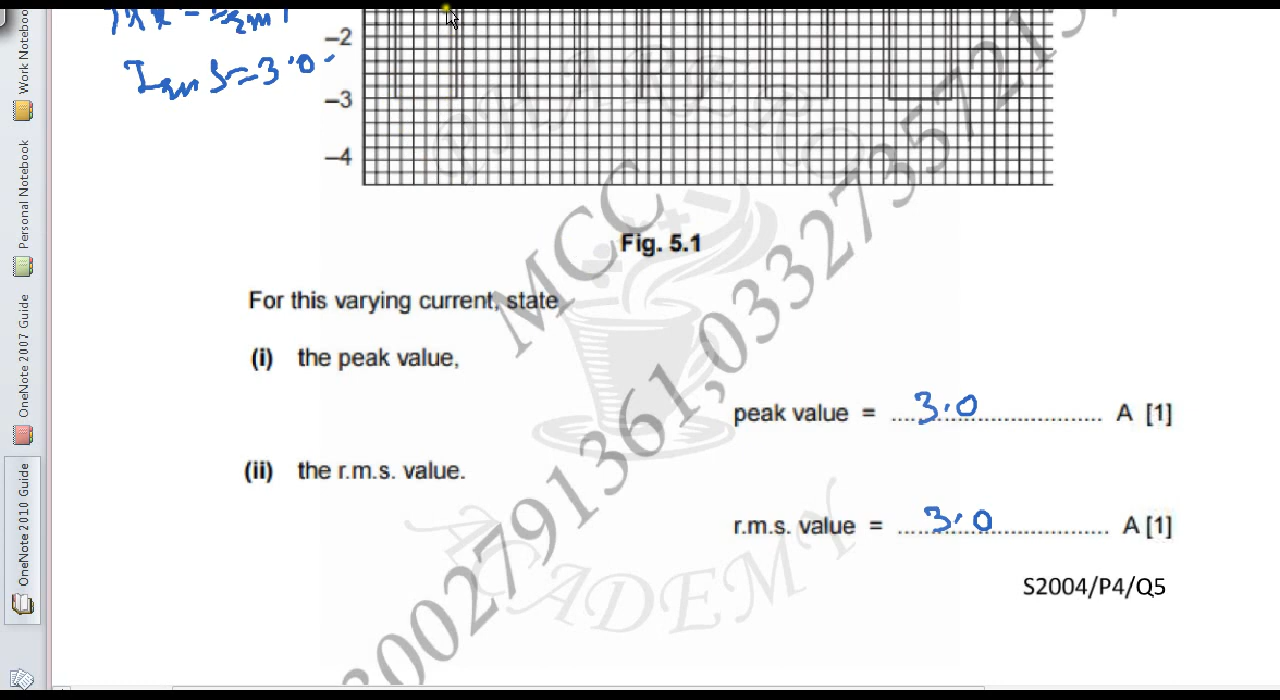 –2
= 3.0
–3
–4
Fig. 5.1
For this varying current, state
(i) the peak value,
peak value = 3.0 A [1]
(ii) the r.m.s. value.
r.m.s. value = 3.0 A [1]
S2004/P4/Q5
MCC
ACADEMY
Work Notebook
Personal Notebook
OneNote 2007 Guide
OneNote 2010 Guide